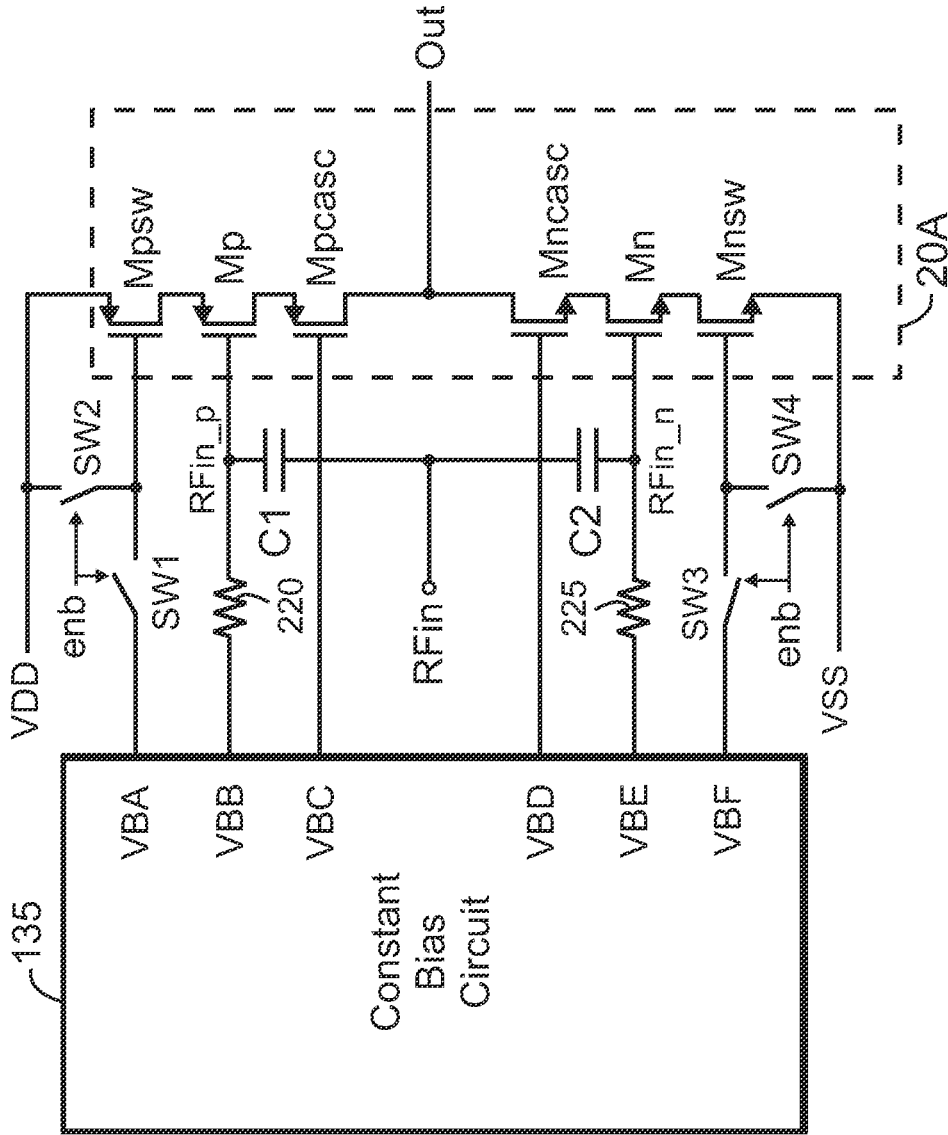 135
Constant
Bias
Circuit
VBA
VBB
VBC
VBD
VBE
VBF
VDD
enb
SW1
SW2
RFin_p
C1
220
RFin
C2
225
RFin_n
SW3
SW4
enb
VSS
Mpsw
Mp
Mpcasc
Mncasc
Mn
Mnsw
Out
20A